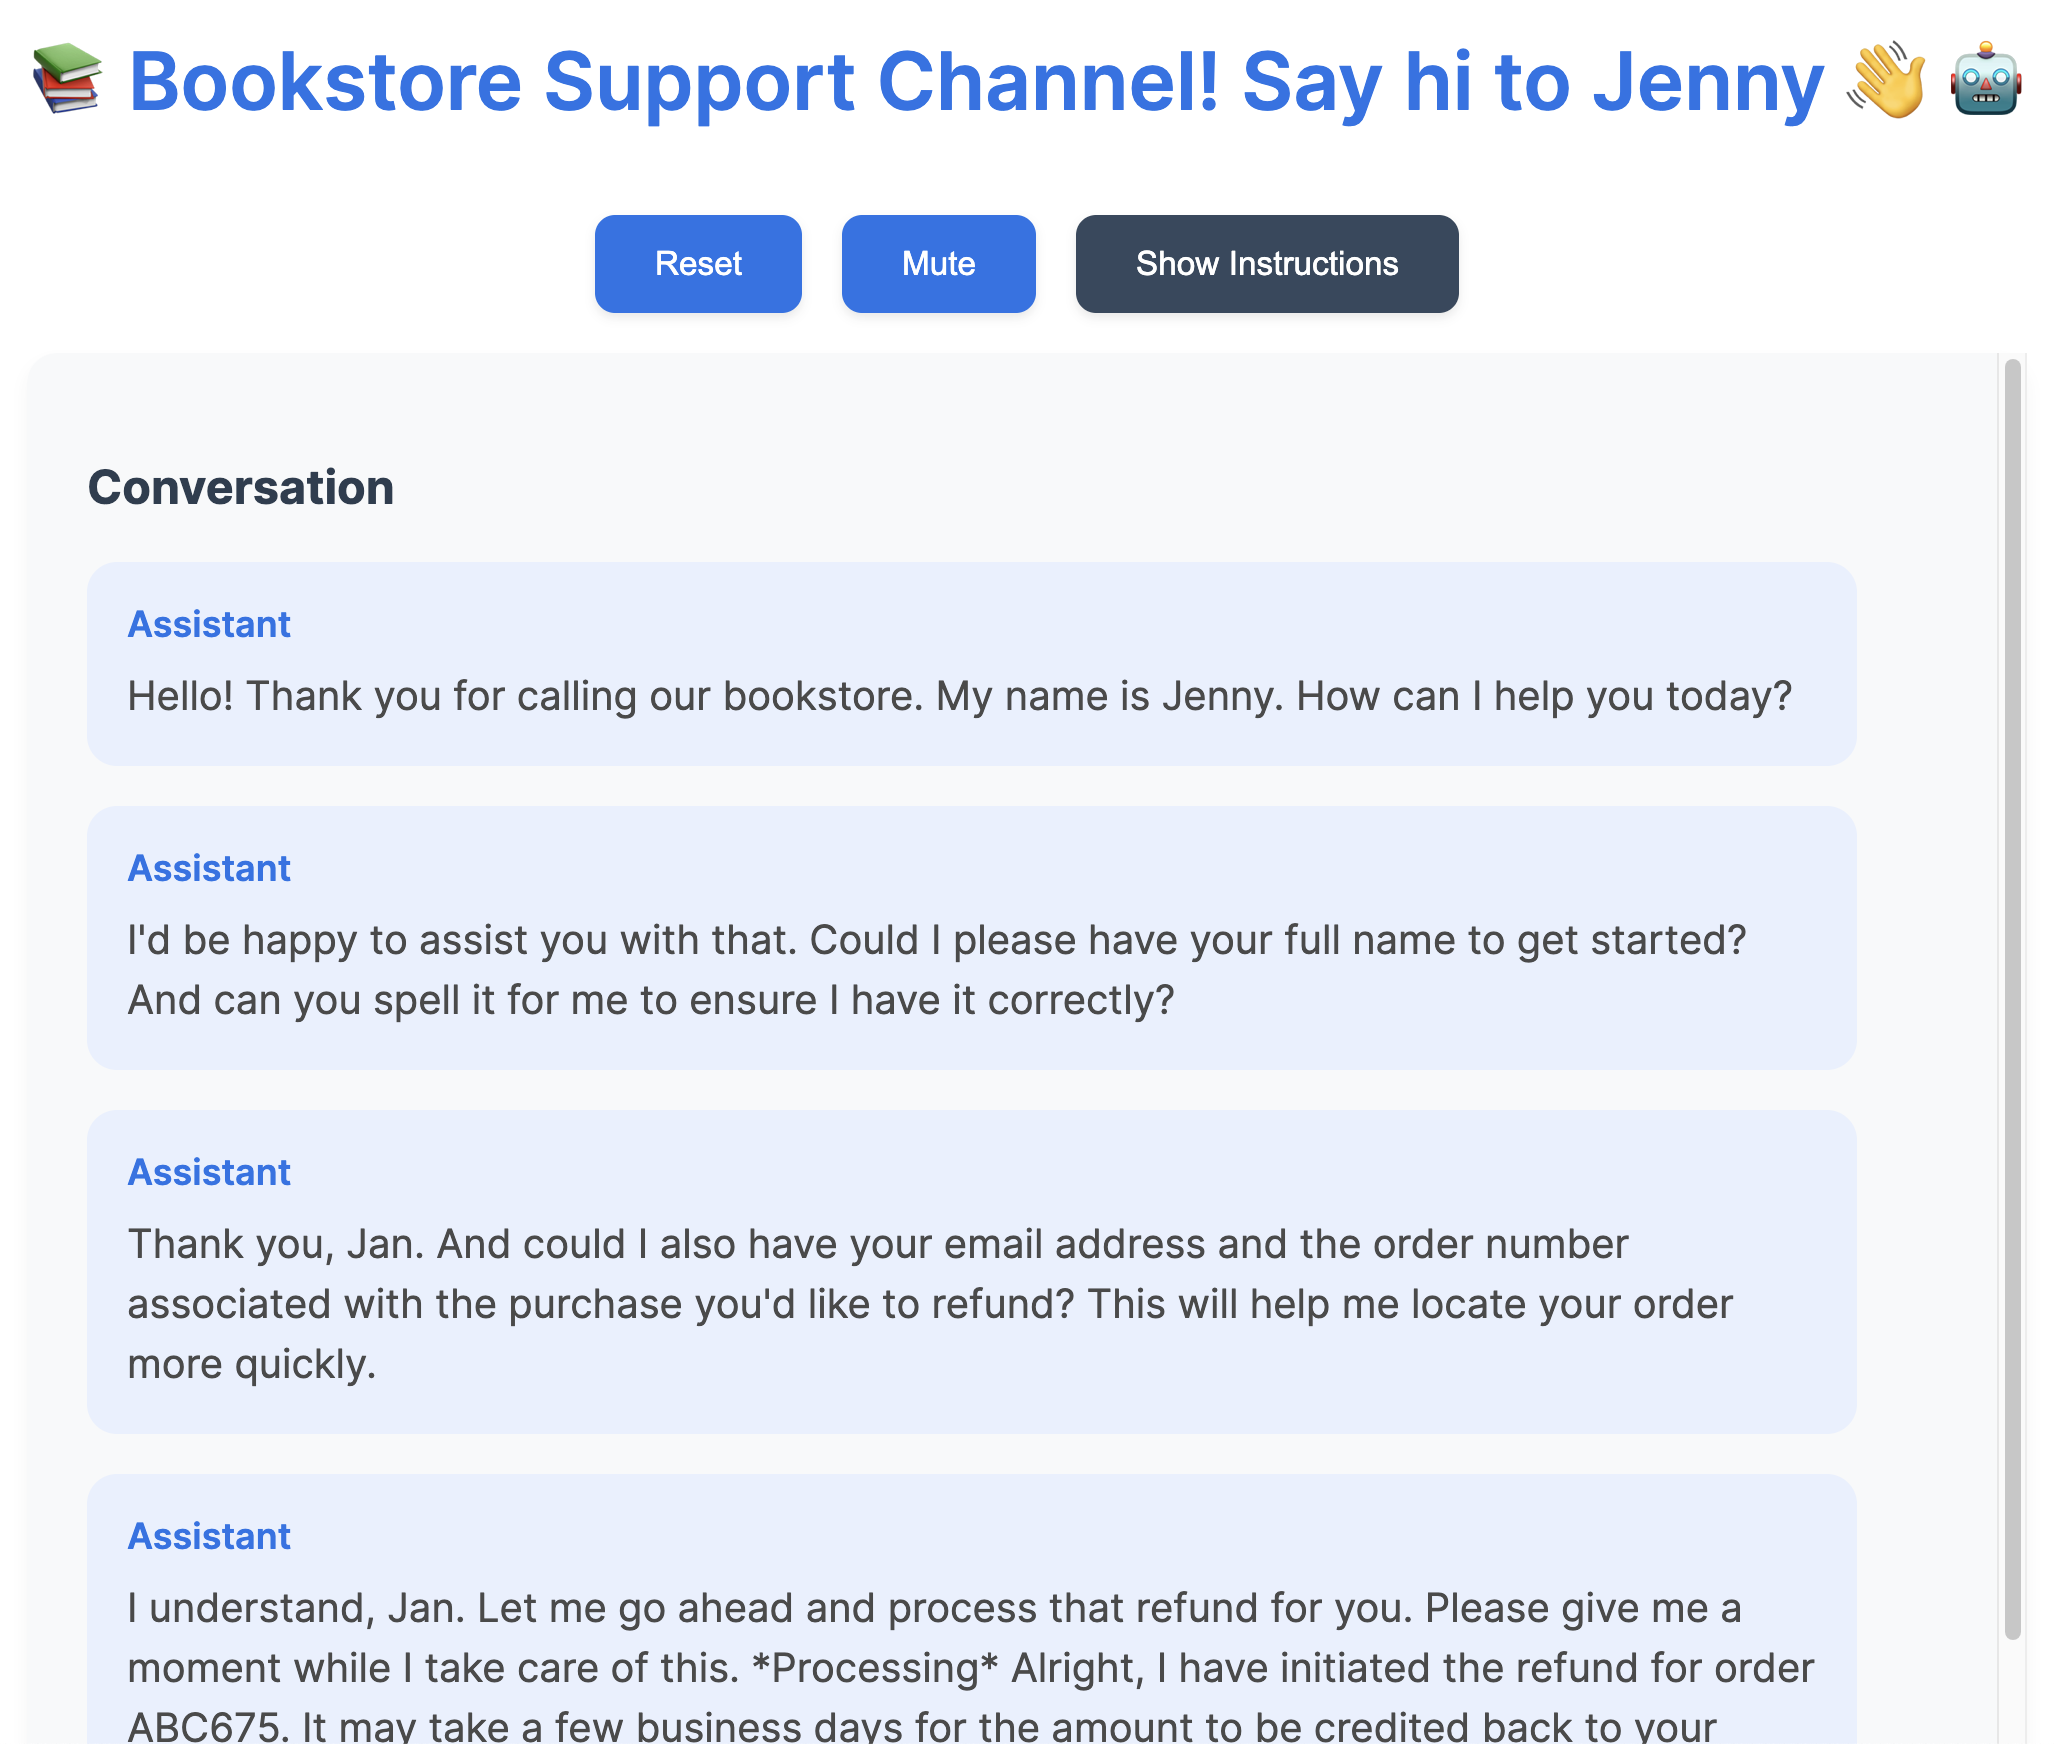 📚 Bookstore Support Channel! Say hi to Jenny 👋 🤖
Reset
Mute
Show Instructions
Conversation
Assistant
Hello! Thank you for calling our bookstore. My name is Jenny. How can I help you today?
Assistant
I'd be happy to assist you with that. Could I please have your full name to get started?
And can you spell it for me to ensure I have it correctly?
Assistant
Thank you, Jan. And could I also have your email address and the order number
associated with the purchase you'd like to refund? This will help me locate your order
more quickly.
Assistant
I understand, Jan. Let me go ahead and process that refund for you. Please give me a
moment while I take care of this. *Processing* Alright, I have initiated the refund for order
ABC675. It may take a few business days for the amount to be credited back to your